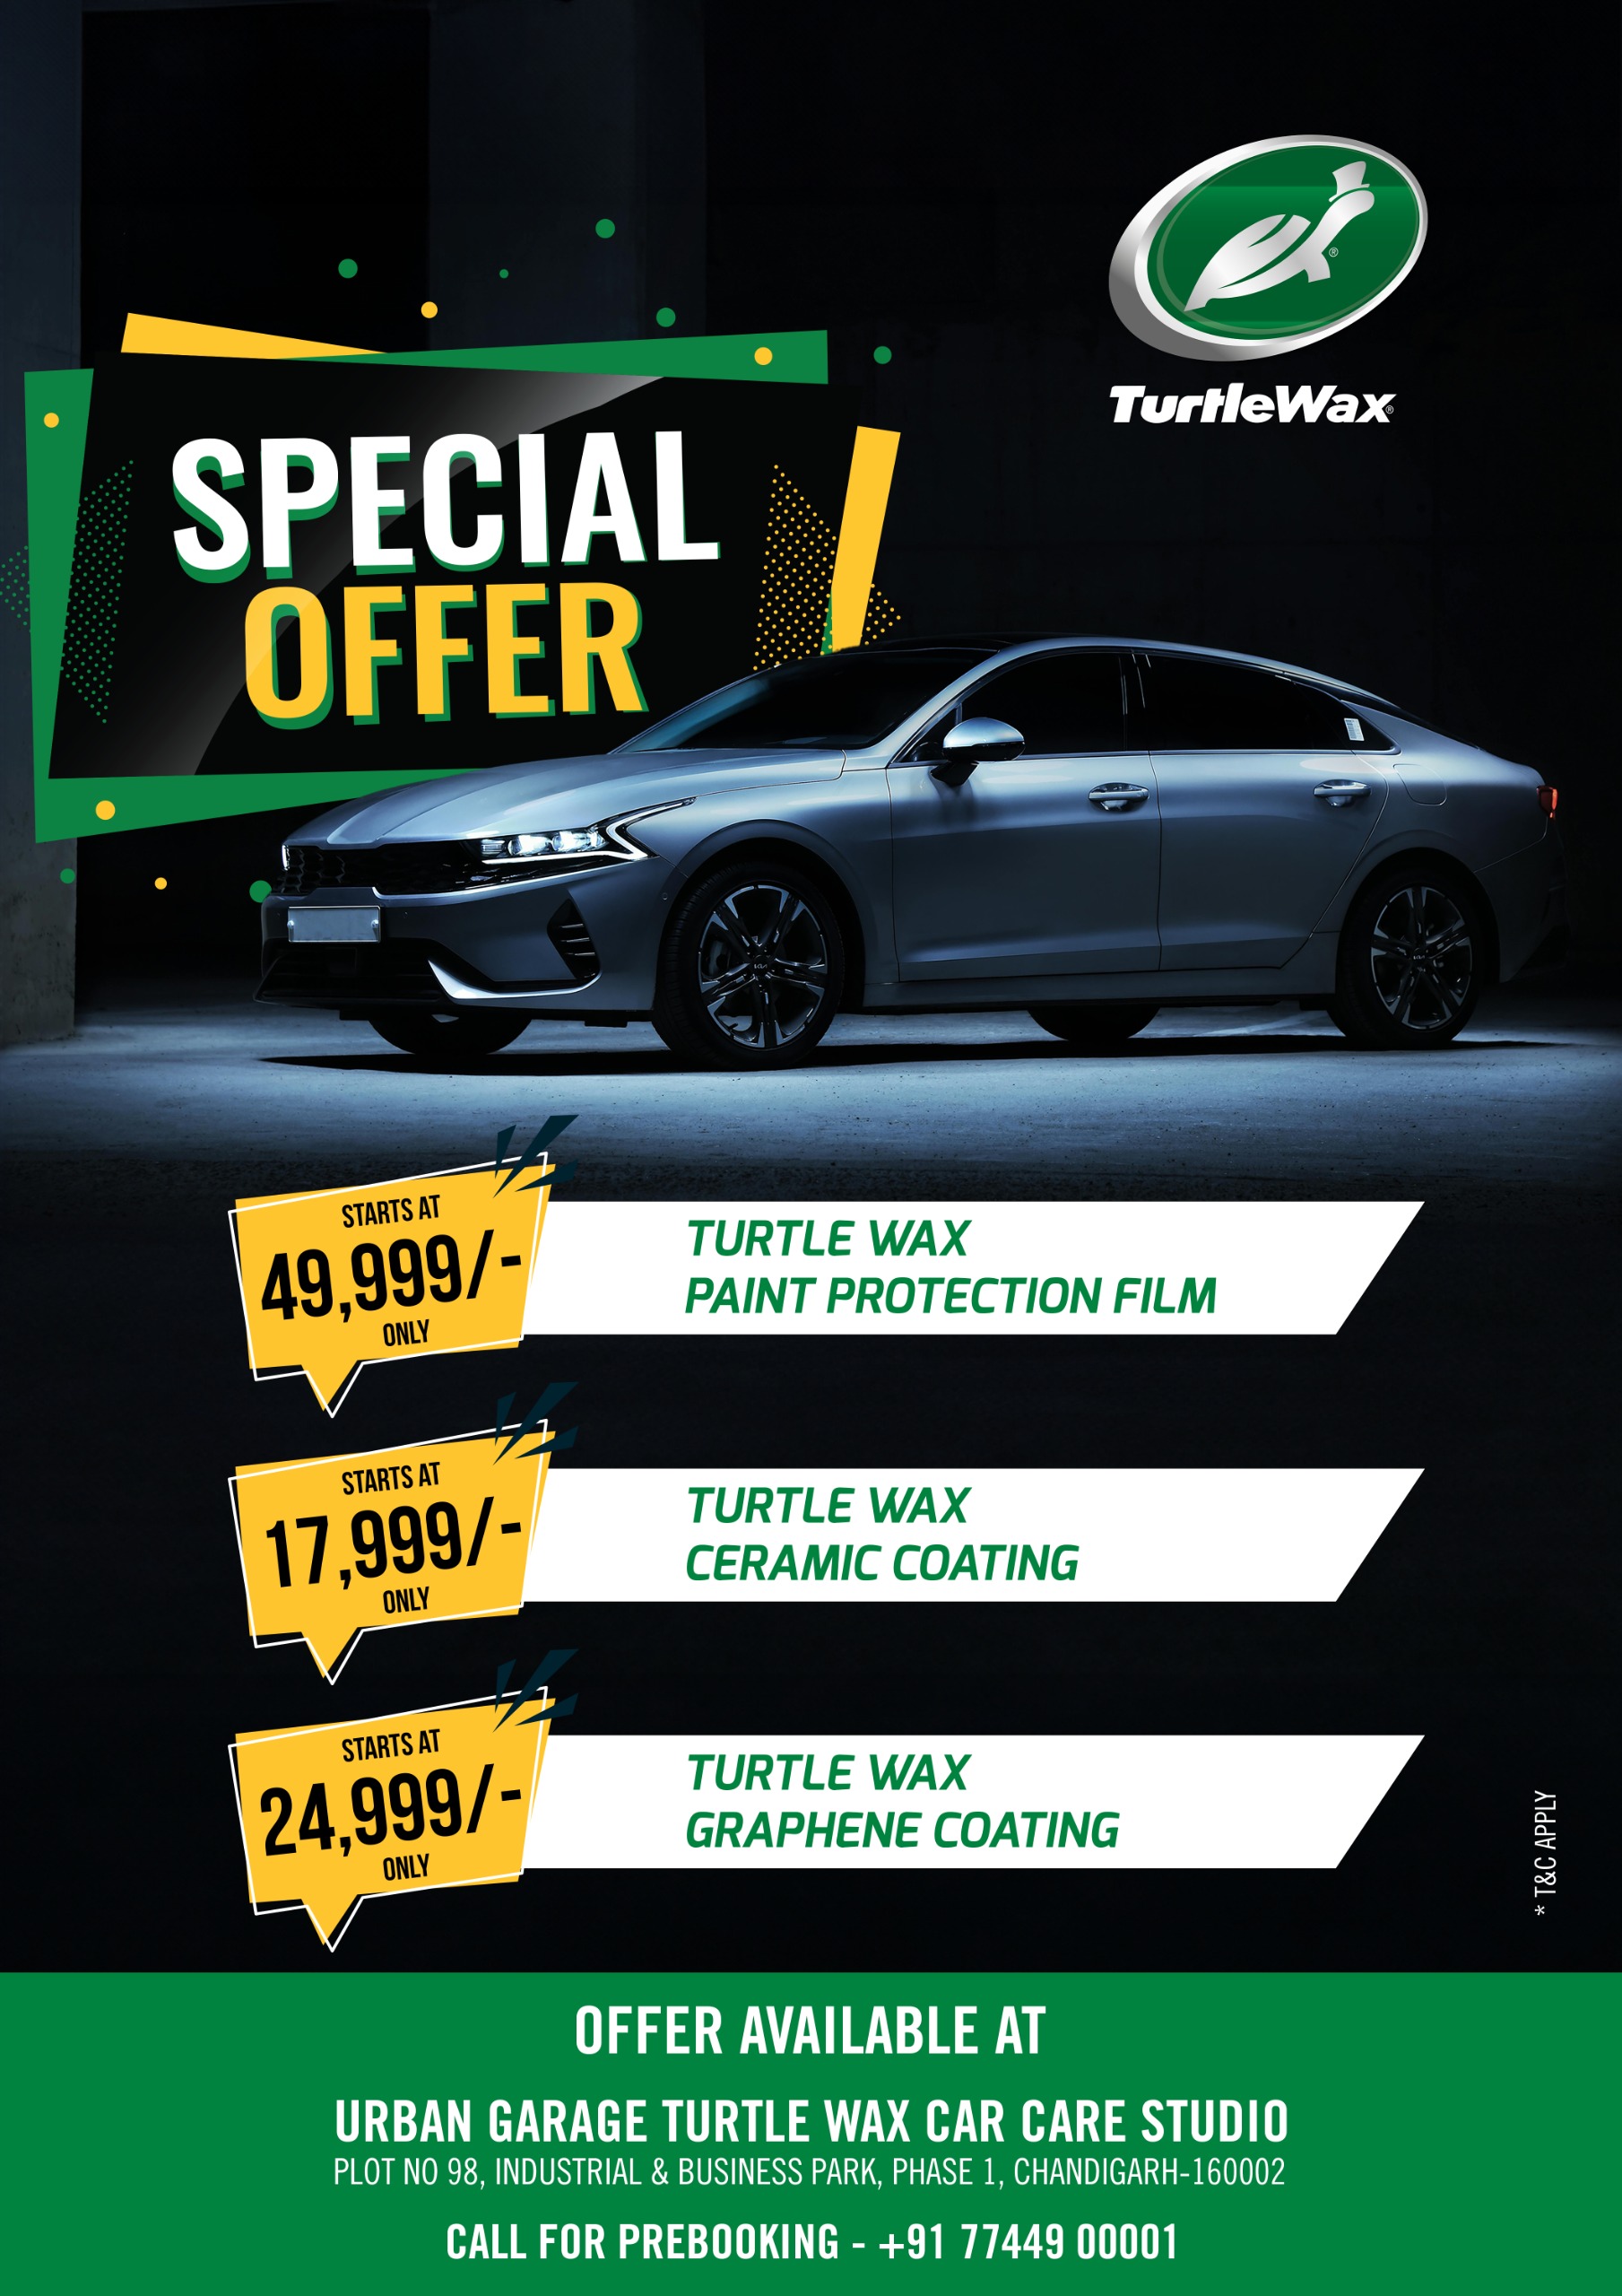 TurtleWax®
SPECIAL
OFFER
STARTS AT
49,999/-
ONLY
TURTLE WAX
PAINT PROTECTION FILM
STARTS AT
17,999/-
ONLY
TURTLE WAX
CERAMIC COATING
STARTS AT
24,999/-
ONLY
TURTLE WAX
GRAPHENE COATING
* T&C APPLY
OFFER AVAILABLE AT
URBAN GARAGE TURTLE WAX CAR CARE STUDIO
PLOT NO 98, INDUSTRIAL & BUSINESS PARK, PHASE 1, CHANDIGARH-160002
CALL FOR PREBOOKING - +91 77449 00001